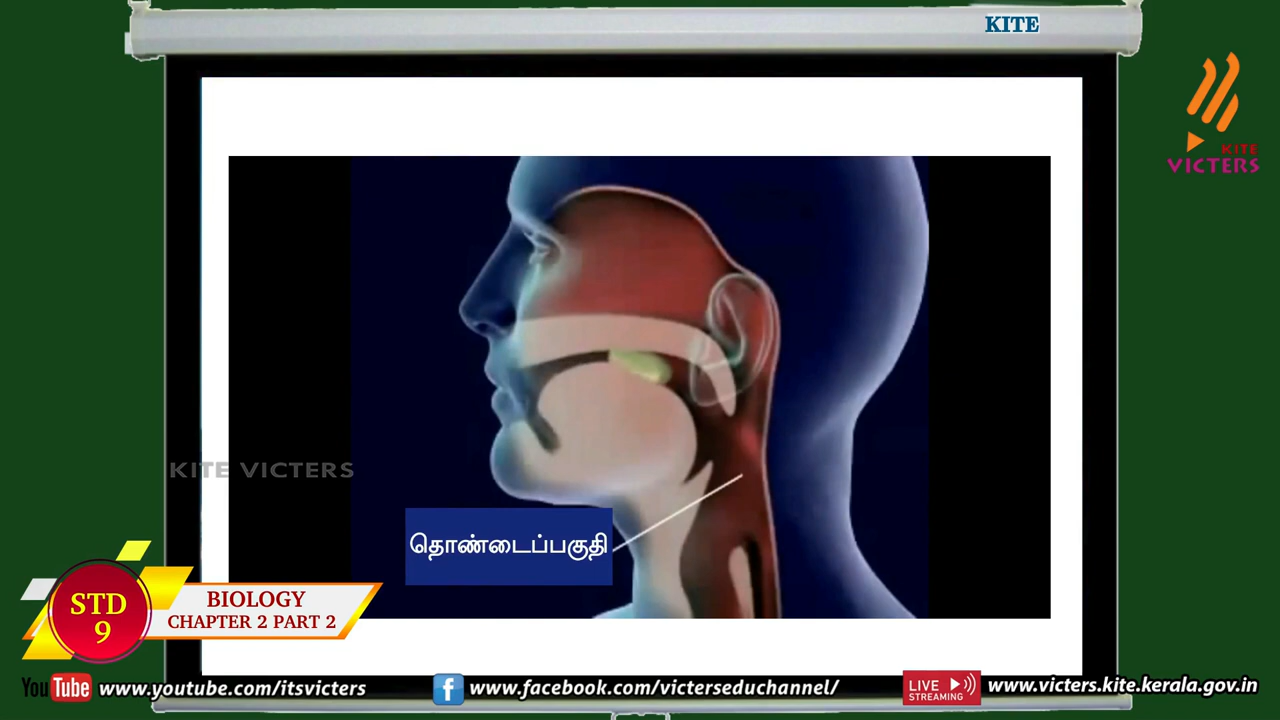 KITE
KITE
VICTERS
KITE VICTERS
தொண்டைப்பகுதி
STD
9
BIOLOGY
CHAPTER 2 PART 2
YouTube www.youtube.com/itsvicters
f www.facebook.com/victerseduchannel/
LIVE
STREAMING
www.victers.kite.kerala.gov.in